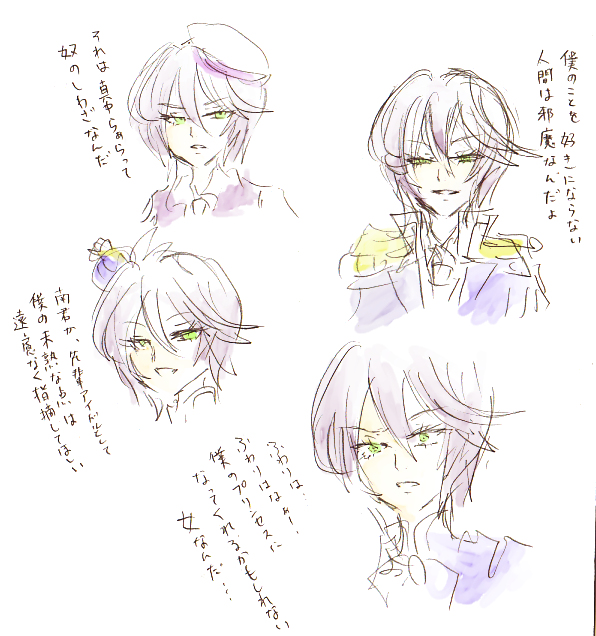 それは真中らぁらって
奴のしわざなんだ
僕のことを好きにならない
人間は邪魔なんだよ
南君か、先輩アイドルとして
僕の未熟な点は
遠慮なく指摘してほしい
ふわりは…
ふわりはなぁ!
僕のプリンセスに
なってくれるかもしれない
女なんだ…!